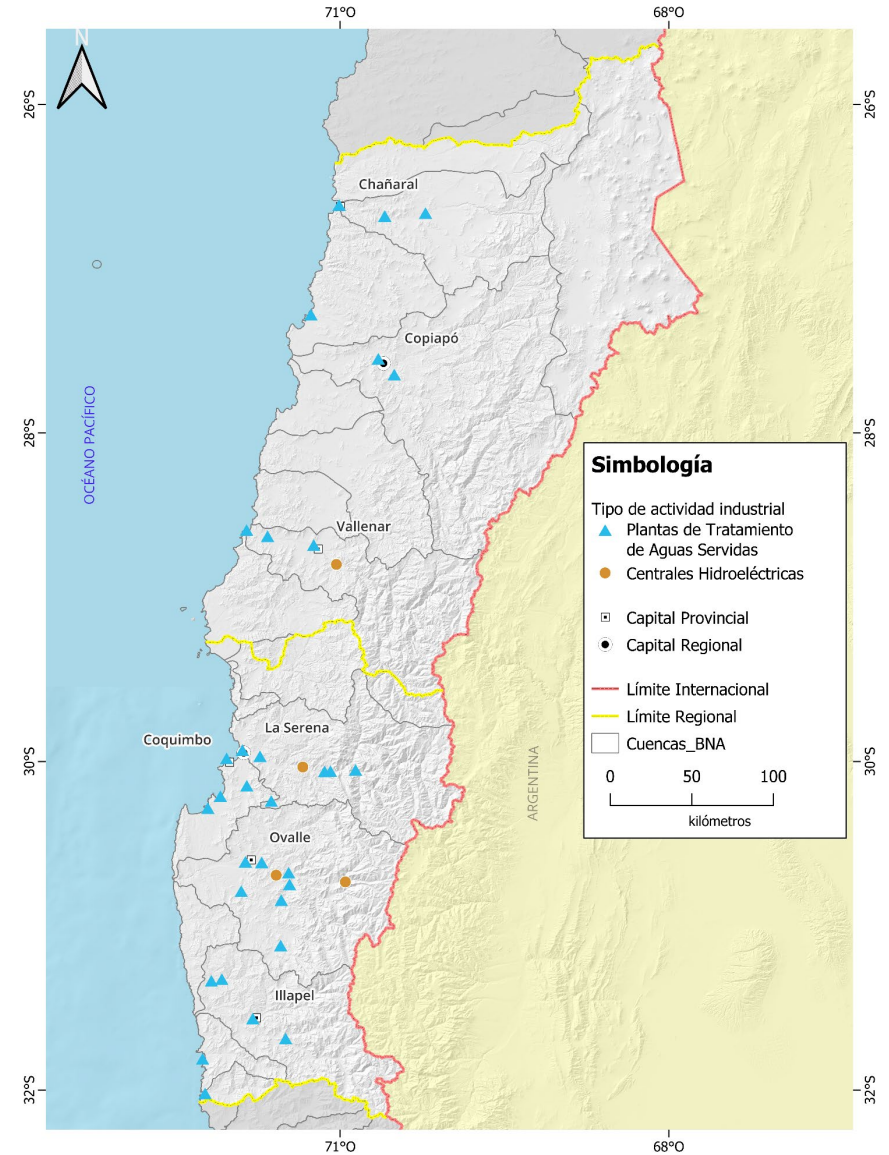 71°O
68°O
N
26°S
26°S
Chañaral
Copiapó
OCÉANO PACÍFICO
28°S
28°S
Simbología
Tipo de actividad industrial
Plantas de Tratamiento
de Aguas Servidas
Centrales Hidroeléctricas
Capital Provincial
Capital Regional
Límite Internacional
Límite Regional
Cuencas_BNA
0 50 100
kilómetros
Vallenar
La Serena
Coquimbo
30°S
30°S
ARGENTINA
Ovalle
Illapel
32°S
32°S
71°O
68°O